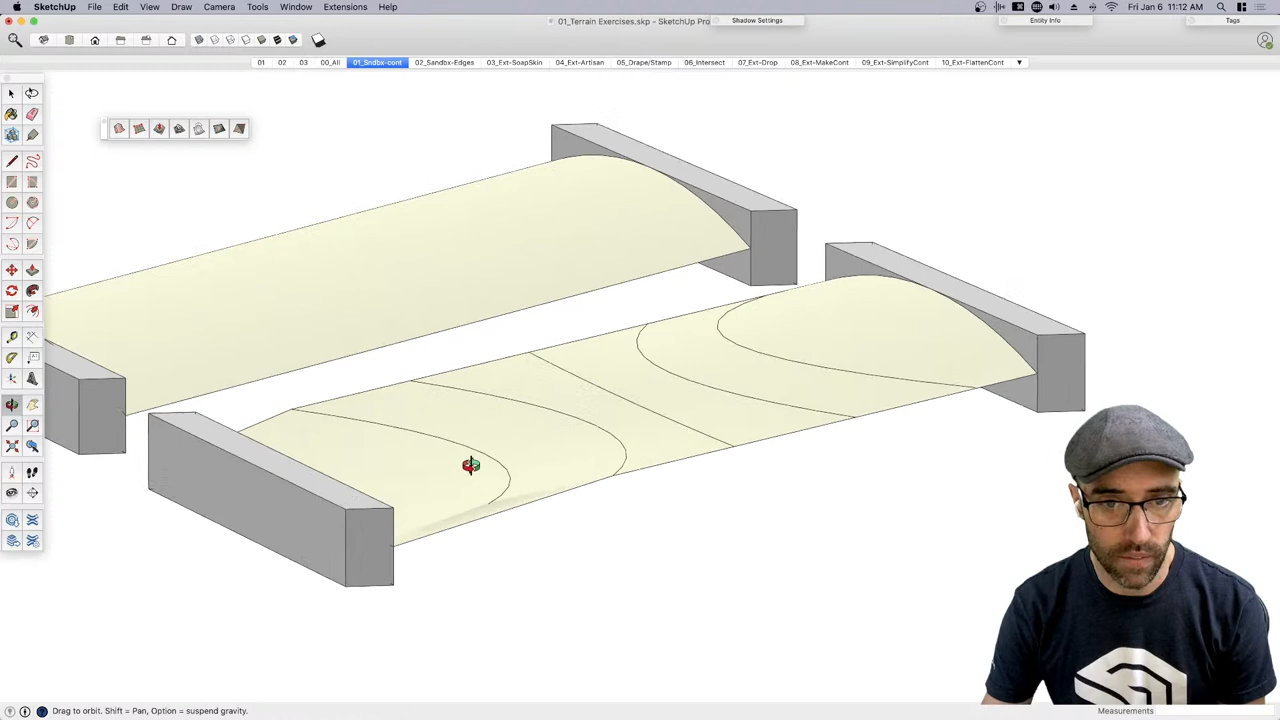 SketchUp File Edit View Camera Draw Tools Window Extensions Help Fri Jan 6 11:12 AM
01_Terrain Exercises.skp - SketchUp Pro
Shadow Settings
Entity Info
Tags
01 02 03 00_All 01_Sndbx-cont 02_Sandbx-Edges 03_Ext-SoapSkin 04_Ext-Artisan 05_Drape/Stamp 06_Intersect 07_Ext-Drop 08_Ext-MakeCont 09_Ext-SimplifyCont 10_Ext-FlattenCont
Drag to orbit. Shift = Pan, Option = suspend gravity.
Measurements